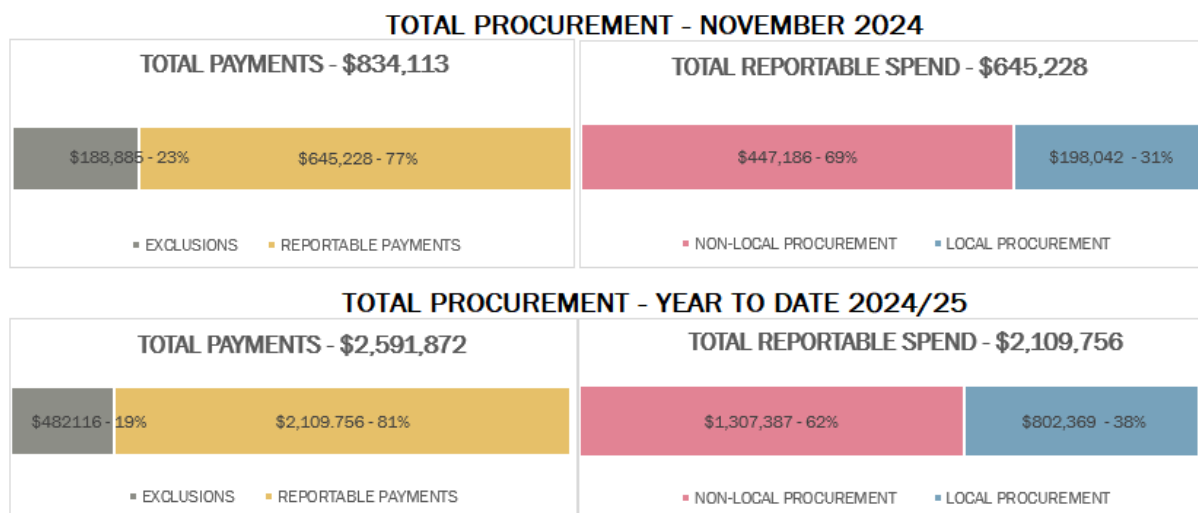 TOTAL PROCUREMENT - NOVEMBER 2024
TOTAL PAYMENTS - $834,113
$188,885 - 23%
$645,228 - 77%
EXCLUSIONS
REPORTABLE PAYMENTS
TOTAL REPORTABLE SPEND - $645,228
$447,186 - 69%
$198,042 - 31%
NON-LOCAL PROCUREMENT
LOCAL PROCUREMENT
TOTAL PROCUREMENT - YEAR TO DATE 2024/25
TOTAL PAYMENTS - $2,591,872
$482116 - 19%
$2,109.756 - 81%
EXCLUSIONS
REPORTABLE PAYMENTS
TOTAL REPORTABLE SPEND - $2,109,756
$1,307,387 - 62%
$802,369 - 38%
NON-LOCAL PROCUREMENT
LOCAL PROCUREMENT